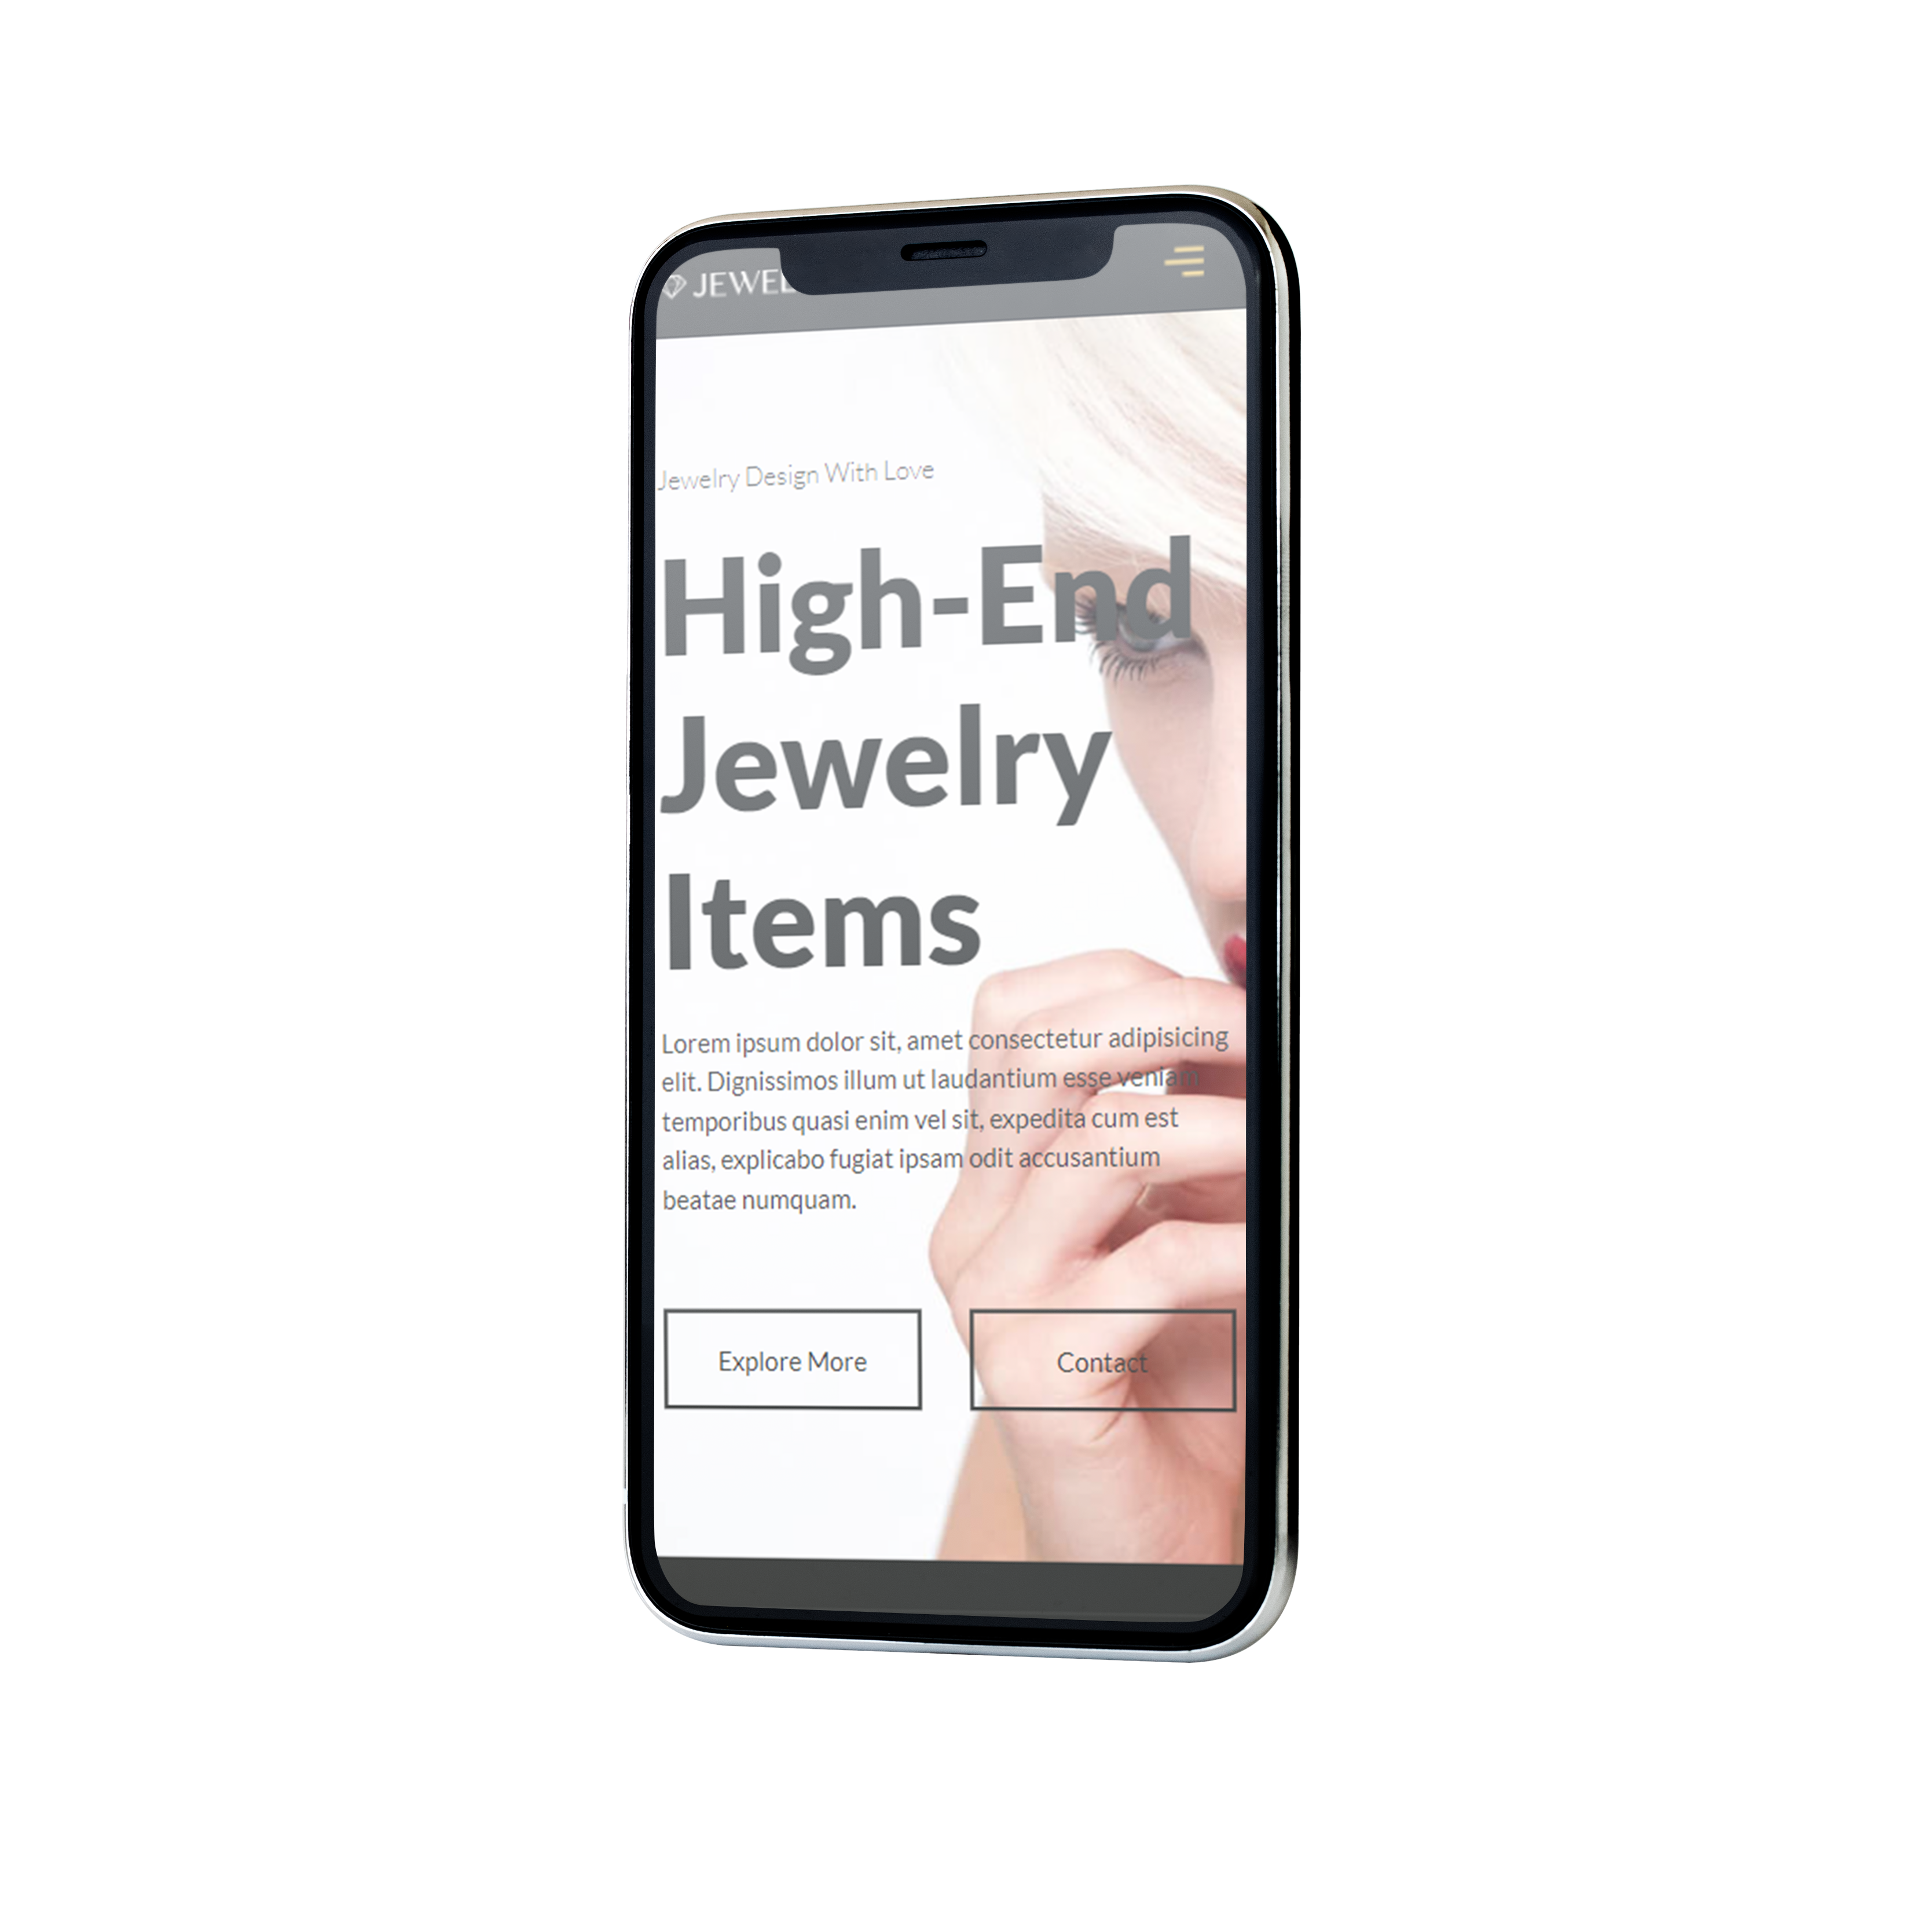 JEWEL
Jewelry Design With Love
High-End
Jewelry
Items
Lorem ipsum dolor sit, amet consectetur adipisicing
elit. Dignissimos illum ut laudantium esse veniam
temporibus quasi enim vel sit, expedita cum est
alias, explicabo fugiat ipsam odit accusantium
beatae numquam.
Explore More
Contact